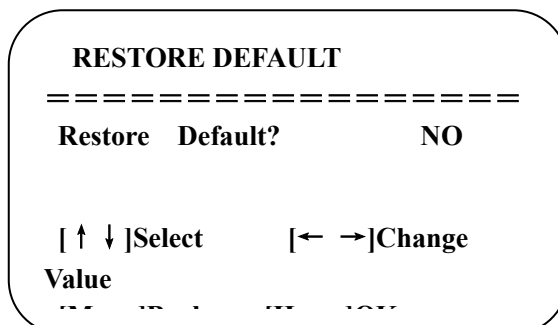 RESTORE DEFAULT
=================
Restore Default? NO
[↑ ↓]Select [← →]Change
Value